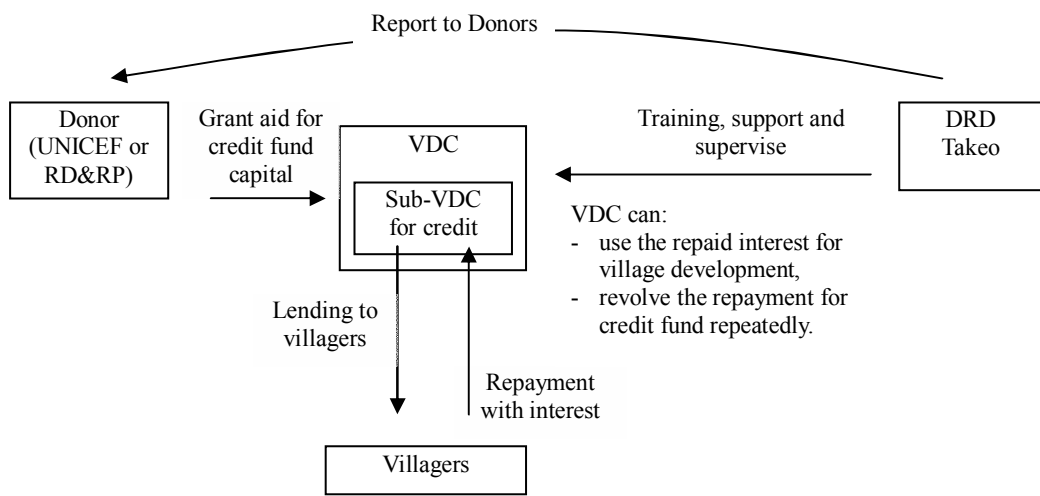 Report to Donors
Donor
(UNICEF or
RD&RP)
Grant aid for
credit fund
capital
VDC
Sub-VDC
for credit
Training, support and
supervise
DRD
Takeo
VDC can:
- use the repaid interest for
village development,
- revolve the repayment for
credit fund repeatedly.
Lending to
villagers
Repayment
with interest
Villagers